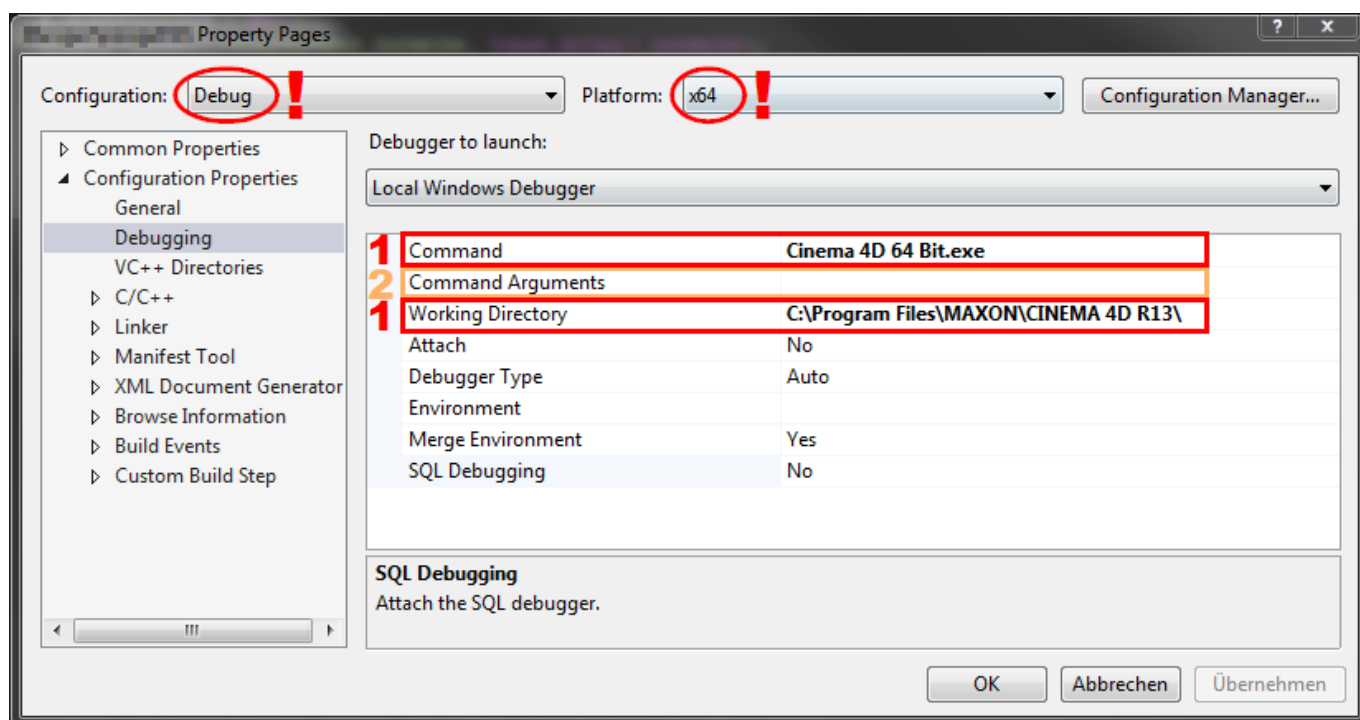 Property Pages
? x
Configuration: Debug ! Platform: x64 ! Configuration Manager...
Common Properties
Configuration Properties
General
Debugging
VC++ Directories
C/C++
Linker
Manifest Tool
XML Document Generator
Browse Information
Build Events
Custom Build Step
Debugger to launch:
Local Windows Debugger
1 Command Cinema 4D 64 Bit.exe
2 Command Arguments
1 Working Directory C:\Program Files\MAXON\CINEMA 4D R13\
Attach No
Debugger Type Auto
Environment
Merge Environment Yes
SQL Debugging No
SQL Debugging
Attach the SQL debugger.
OK Abbrechen Übernehmen